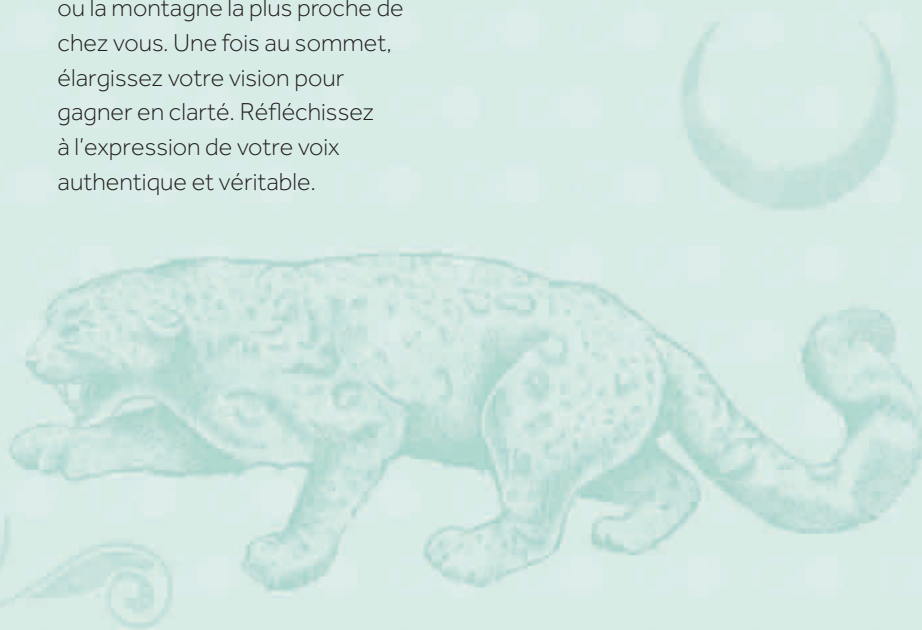 ou la montagne la plus proche de
chez vous. Une fois au sommet,
élargissez votre vision pour
gagner en clarté. Réfléchissez
à l'expression de votre voix
authentique et véritable.